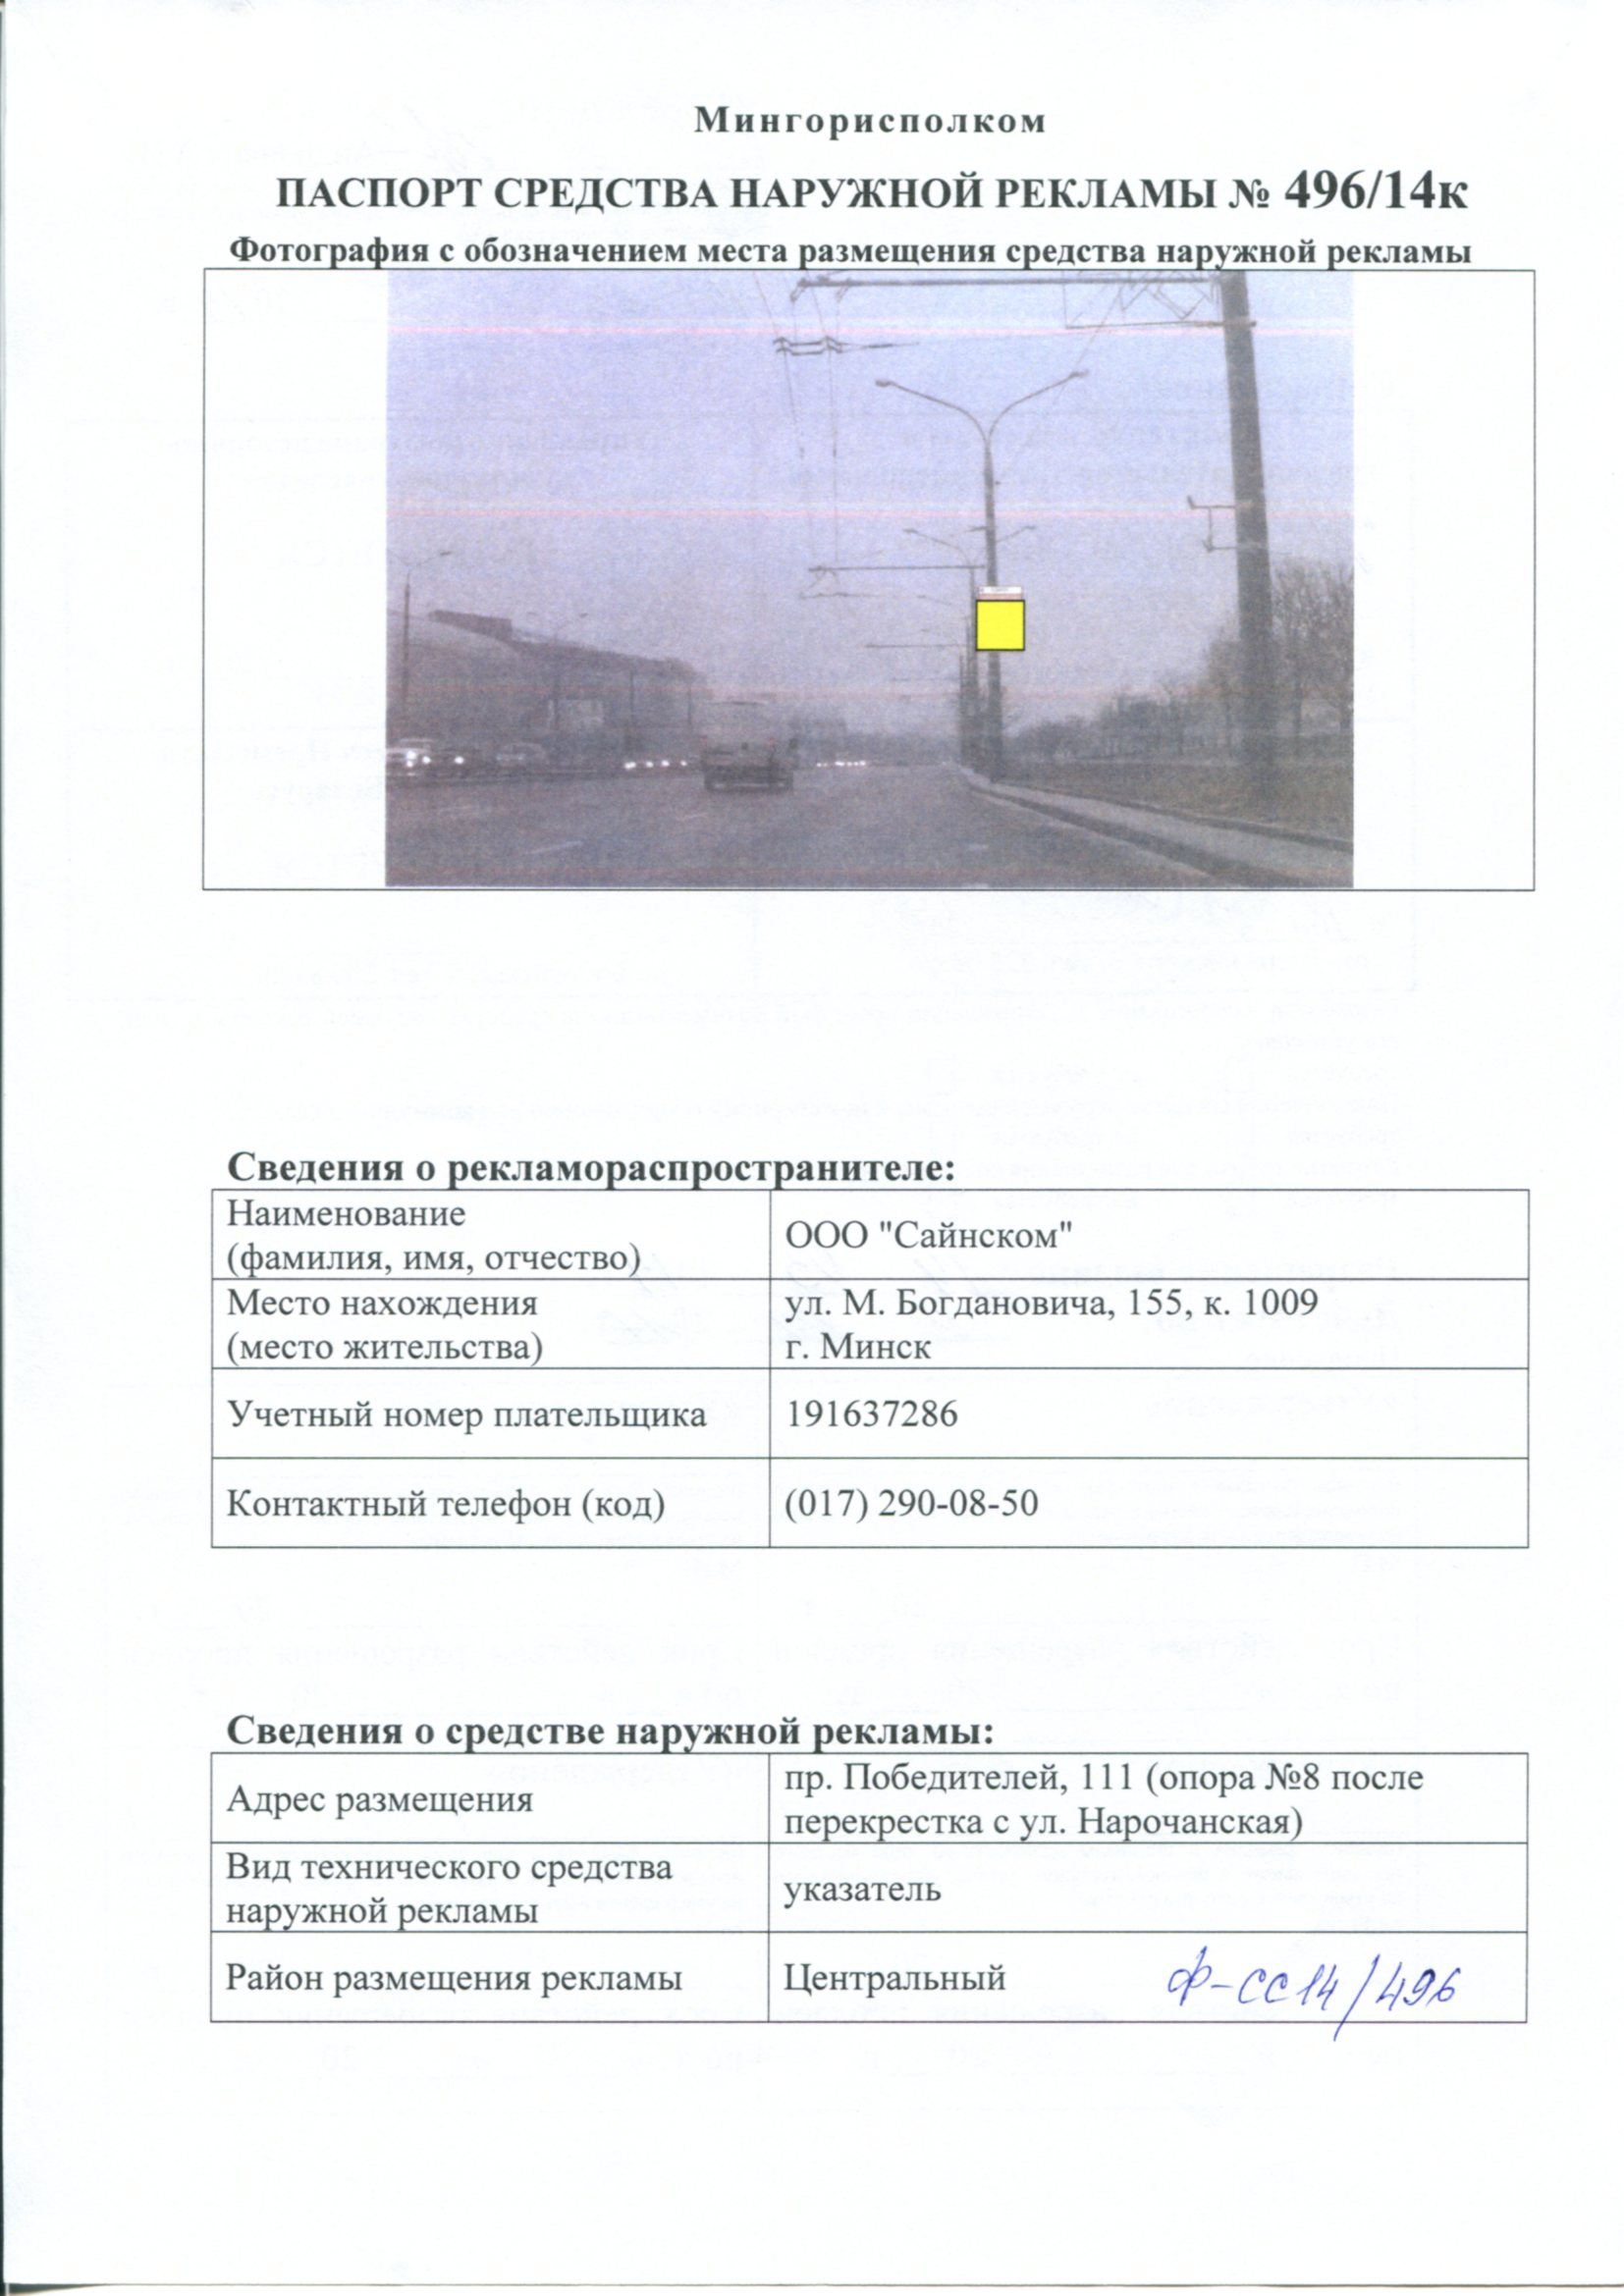 Мингорисполком
ПАСПОРТ СРЕДСТВА НАРУЖНОЙ РЕКЛАМЫ № 496/14к
Фотография с обозначением места размещения средства наружной рекламы
Сведения о рекламораспространителе:
Наименование
(фамилия, имя, отчество)
ООО "Сайнском"
Место нахождения
(место жительства)
ул. М. Богдановича, 155, к. 1009
г. Минск
Учетный номер плательщика
191637286
Контактный телефон (код)
(017) 290-08-50
Сведения о средстве наружной рекламы:
Адрес размещения
пр. Победителей, 111 (опора №8 после
перекрестка с ул. Нарочанская)
Вид технического средства
наружной рекламы
указатель
Район размещения рекламы
Центральный
Ф-СС14/496